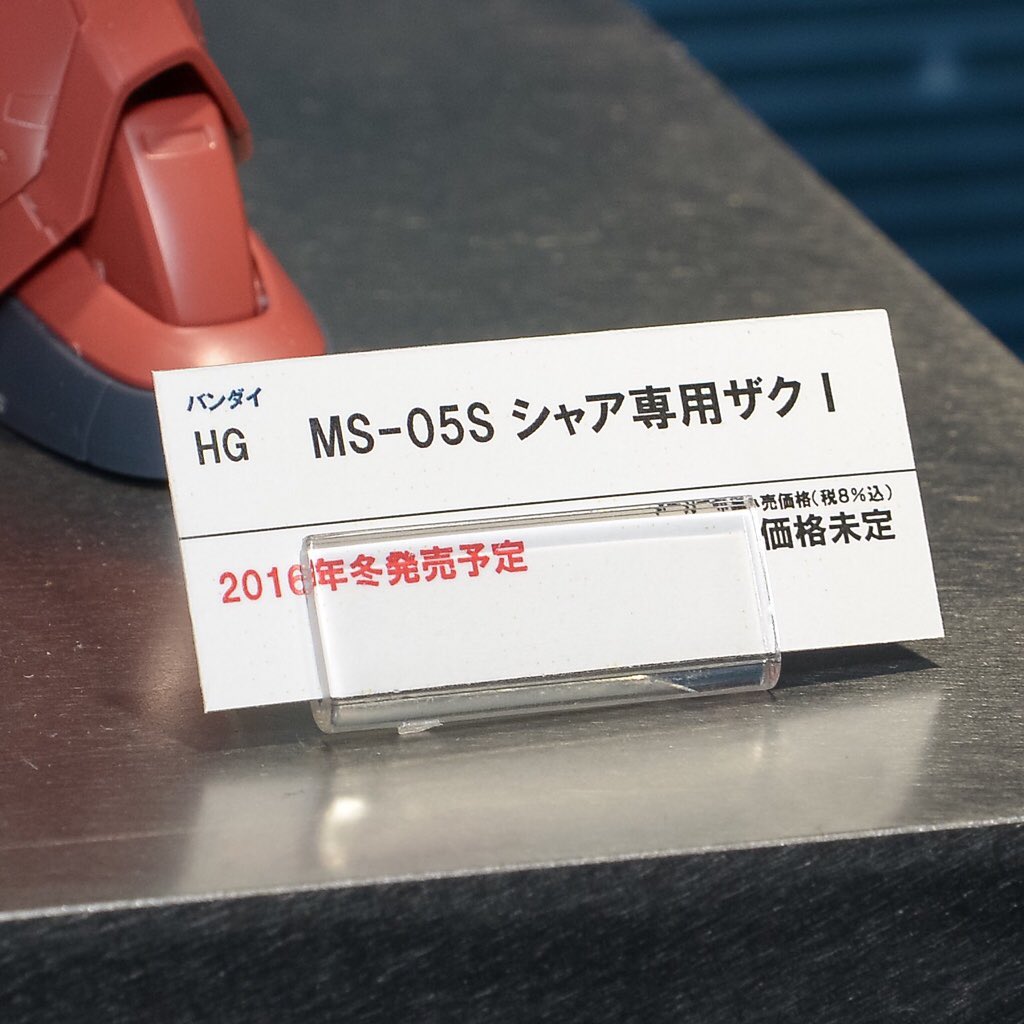 バンダイ
HG MS-05S シャア専用ザクⅠ
売価格(税8%込)
価格未定
2016年冬発売予定